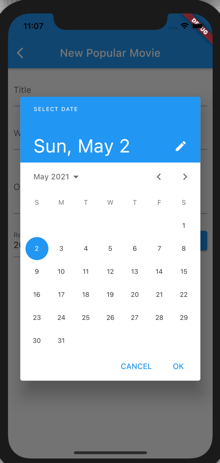 11:07
DEBUG
New Popular Movie
Title
W
O
Re
20
SELECT DATE
Sun, May 2
May 2021
S M T W T F S
1
2 3 4 5 6 7 8
9 10 11 12 13 14 15
16 17 18 19 20 21 22
23 24 25 26 27 28 29
30 31
CANCEL OK